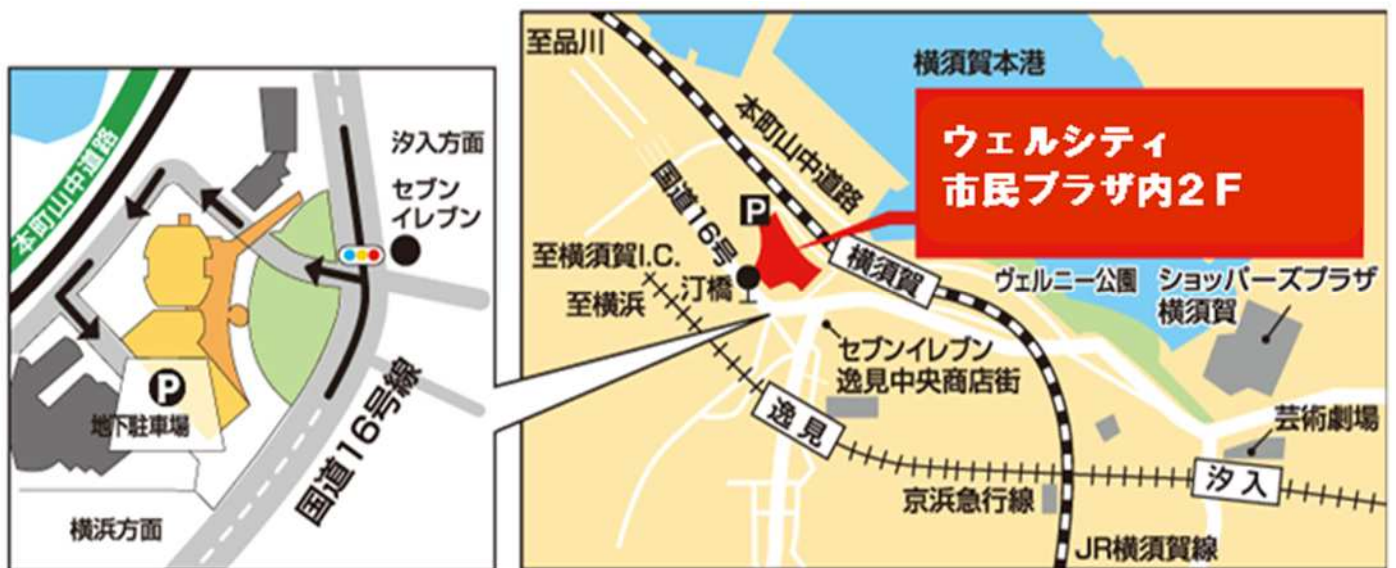 本町山中道路
汐入方面
セブン
イレブン
P
地下駐車場
国道16号線
横浜方面
至品川
横須賀本港
本町山中道路
国道16号
P
ウェルシティ
市民プラザ内2F
至横須賀I.C.
至横浜
汀橋
横須賀
ヴェルニー公園
ショッパーズプラザ
横須賀
セブンイレブン
逸見中央商店街
逸見
芸術劇場
汐入
京浜急行線
JR横須賀線